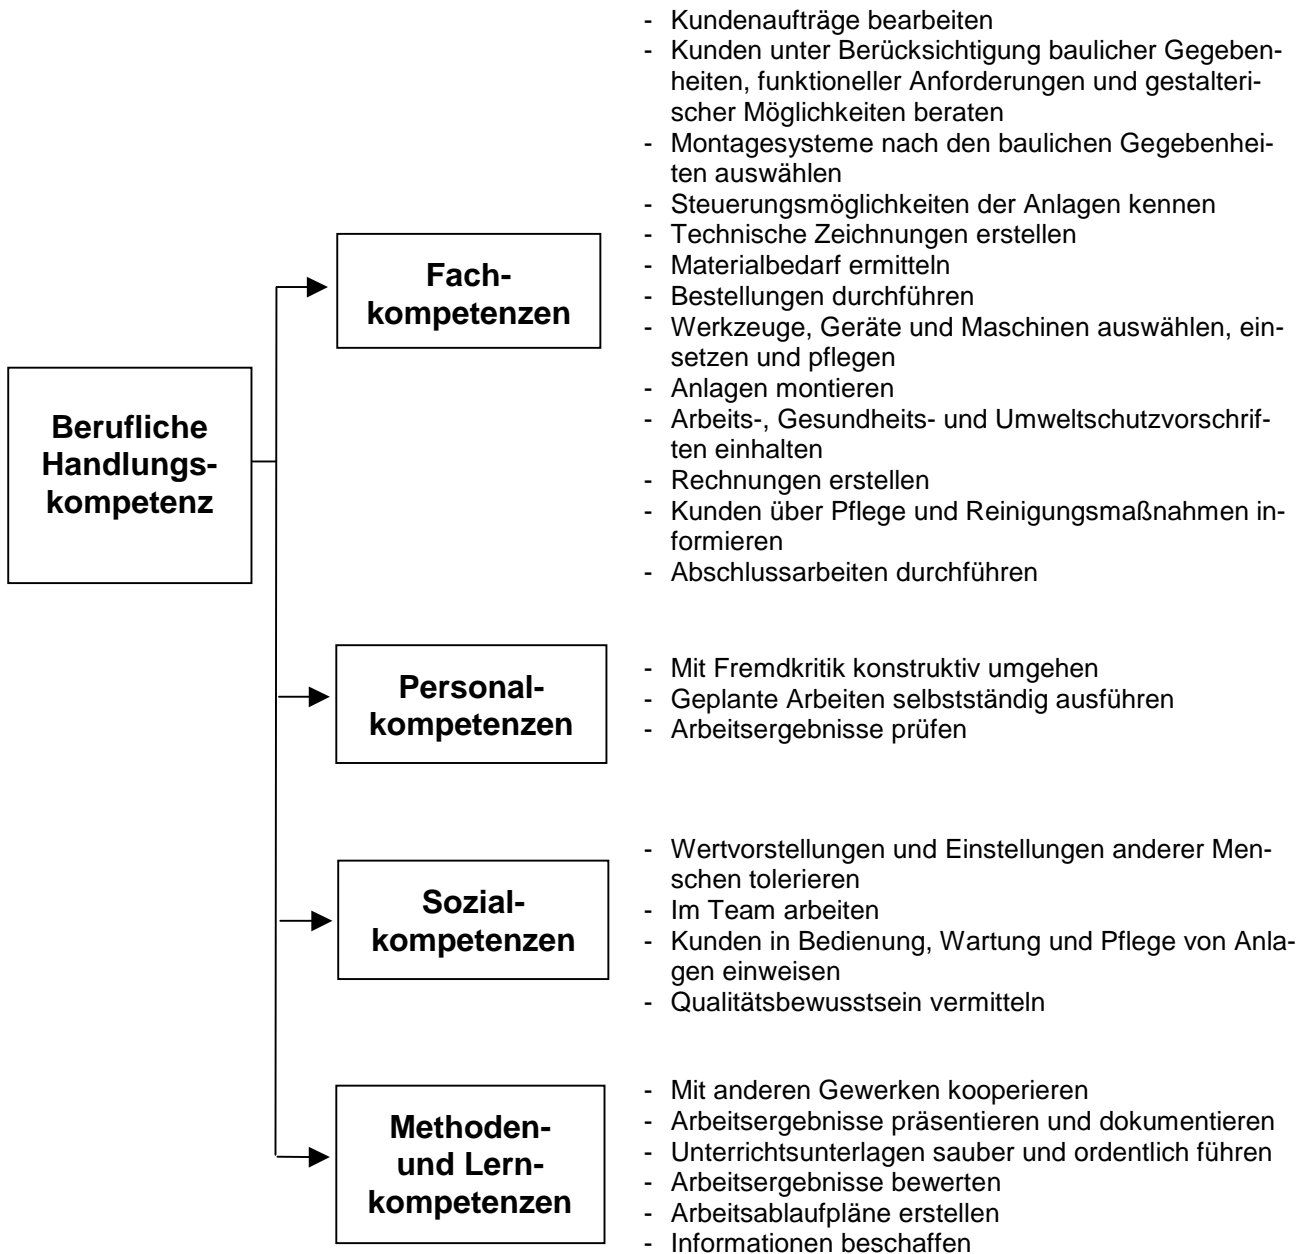 Berufliche
Handlungs-
kompetenz
Fach-
kompetenzen
- Kundenaufträge bearbeiten
- Kunden unter Berücksichtigung baulicher Gegeben-
heiten, funktioneller Anforderungen und gestalteri-
scher Möglichkeiten beraten
- Montagesysteme nach den baulichen Gegebenhei-
ten auswählen
- Steuerungsmöglichkeiten der Anlagen kennen
- Technische Zeichnungen erstellen
- Materialbedarf ermitteln
- Bestellungen durchführen
- Werkzeuge, Geräte und Maschinen auswählen, ein-
setzen und pflegen
- Anlagen montieren
- Arbeits-, Gesundheits- und Umweltschutzvorschrif-
ten einhalten
- Rechnungen erstellen
- Kunden über Pflege und Reinigungsmaßnahmen in-
formieren
- Abschlussarbeiten durchführen
Personal-
kompetenzen
- Mit Fremdkritik konstruktiv umgehen
- Geplante Arbeiten selbstständig ausführen
- Arbeitsergebnisse prüfen
Sozial-
kompetenzen
- Wertvorstellungen und Einstellungen anderer Men-
schen tolerieren
- Im Team arbeiten
- Kunden in Bedienung, Wartung und Pflege von Anla-
gen einweisen
- Qualitätsbewusstsein vermitteln
Methoden-
und Lern-
kompetenzen
- Mit anderen Gewerken kooperieren
- Arbeitsergebnisse präsentieren und dokumentieren
- Unterrichtsunterlagen sauber und ordentlich führen
- Arbeitsergebnisse bewerten
- Arbeitsablaufpläne erstellen
- Informationen beschaffen